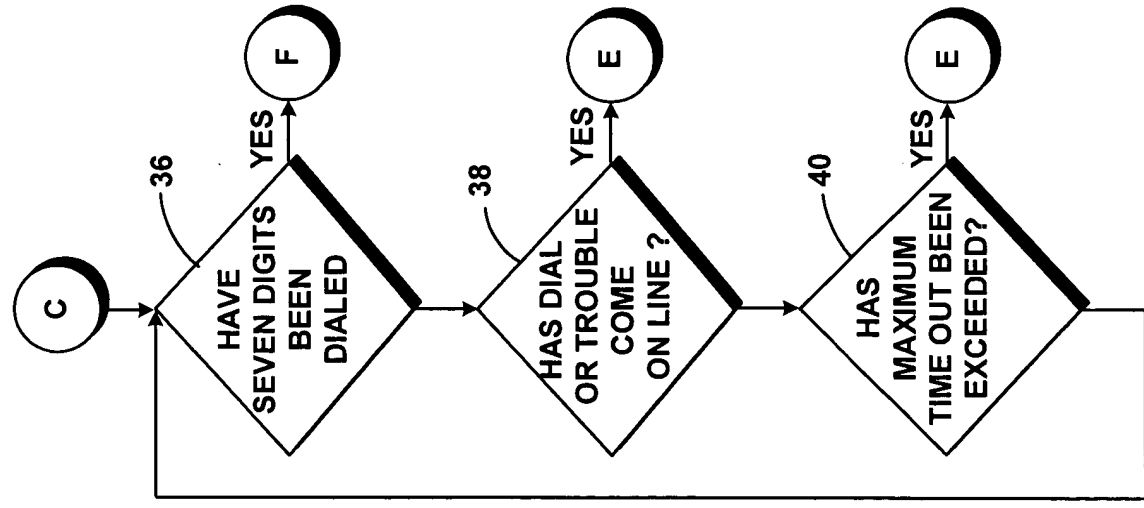 C
36
HAVE
SEVEN DIGITS
BEEN
DIALED
YES
F
38
HAS DIAL
OR TROUBLE
COME
ON LINE ?
YES
E
40
HAS
MAXIMUM
TIME OUT BEEN
EXCEEDED?
YES
E